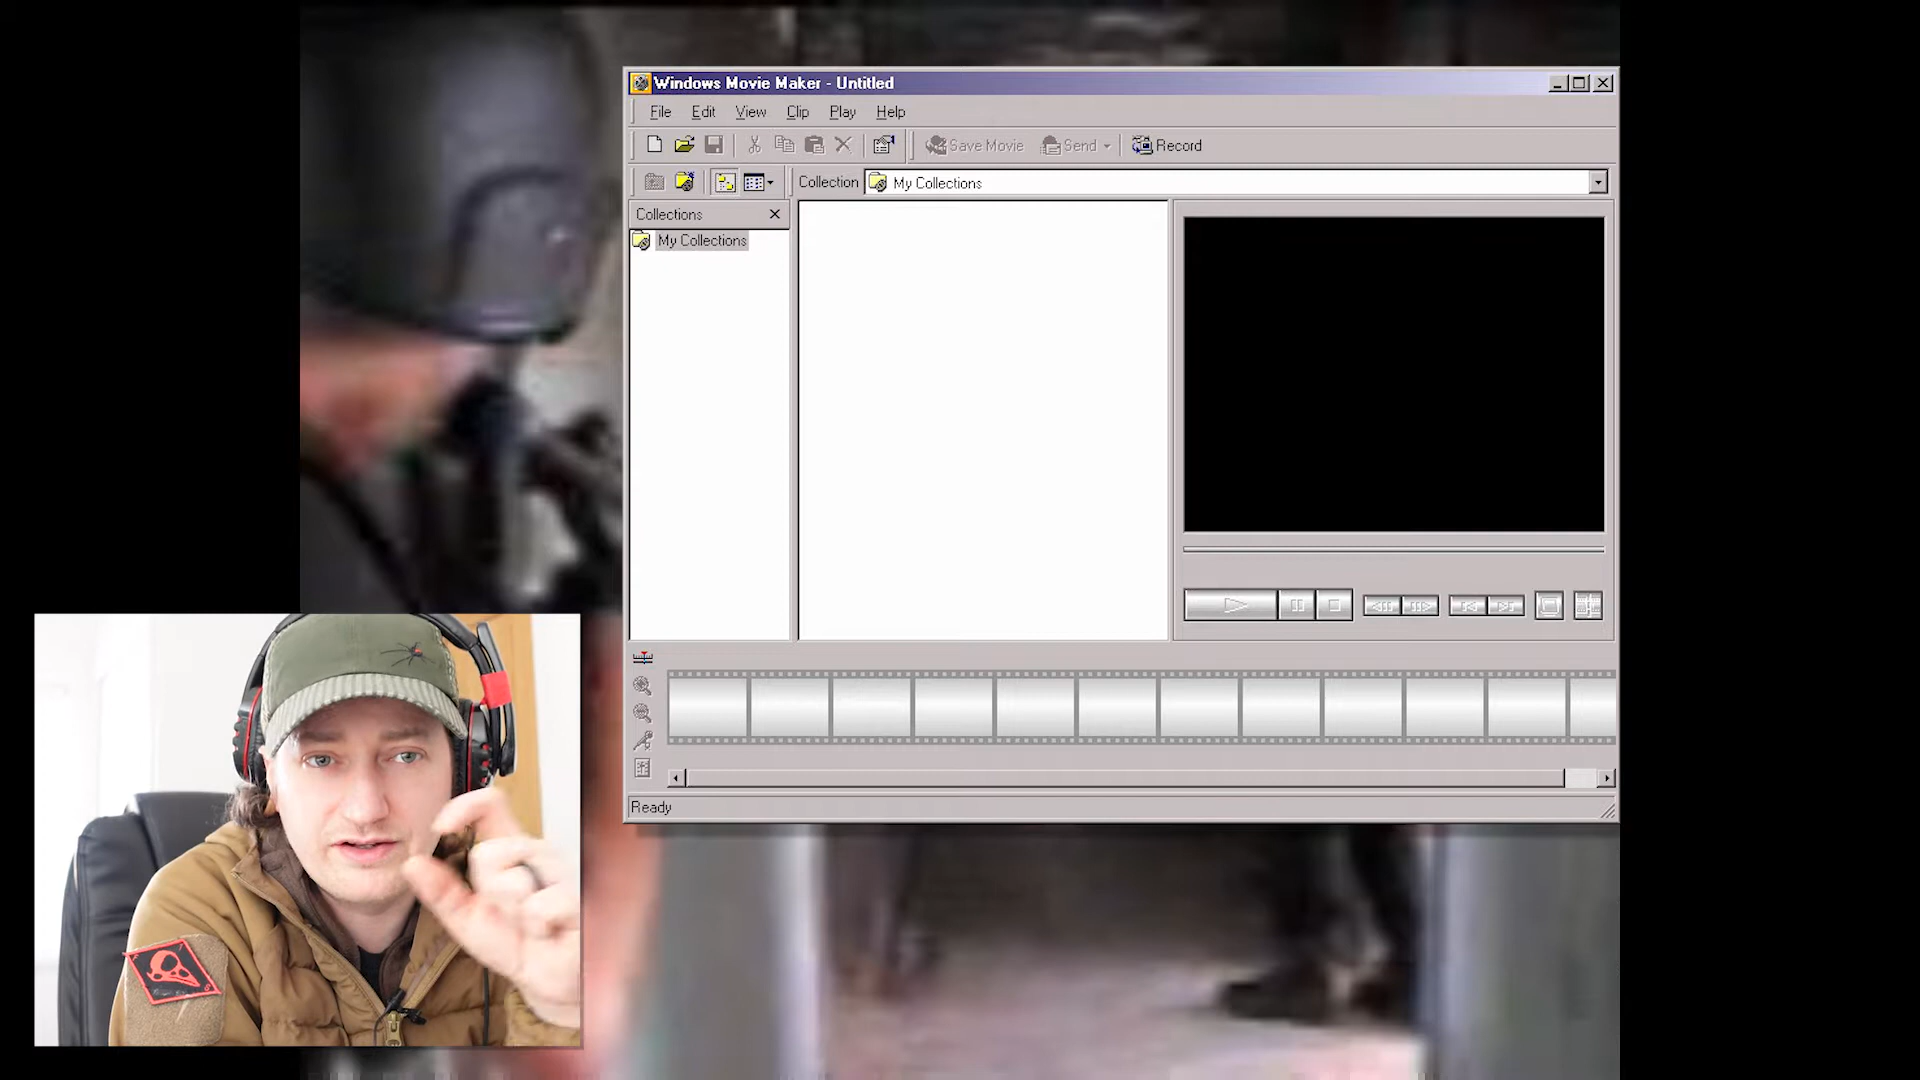 Windows Movie Maker - Untitled
File Edit View Clip Play Help
Save Movie Send Record
Collection My Collections
Collections
My Collections
Ready